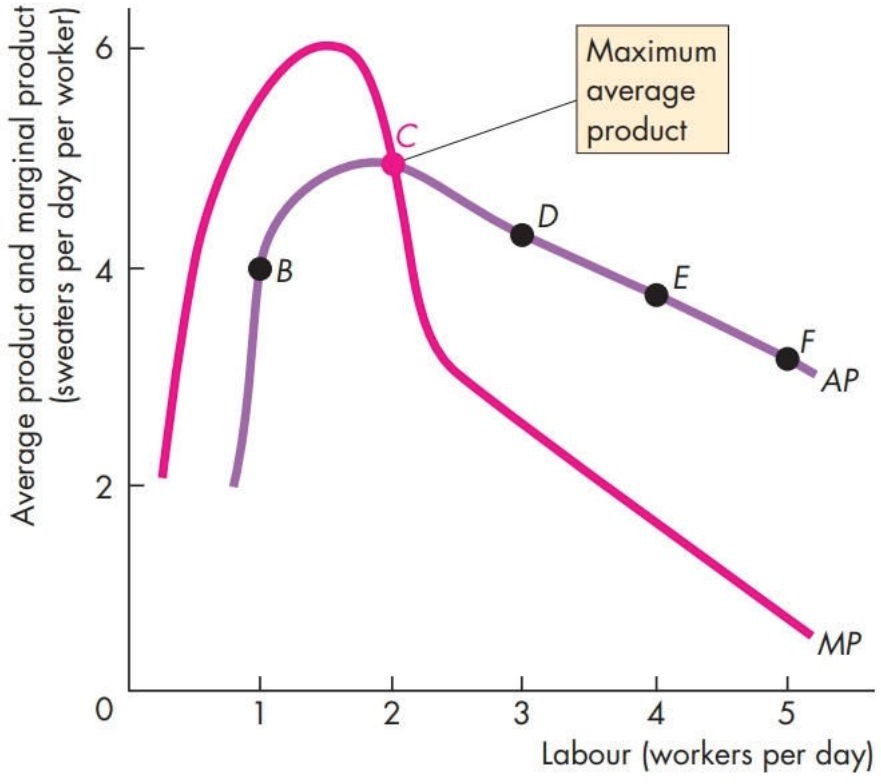 Average product and marginal product
(sweaters per day per worker)
6
4
2
0
Maximum
average
product
C
B
D
E
F
AP
MP
1 2 3 4 5
Labour (workers per day)